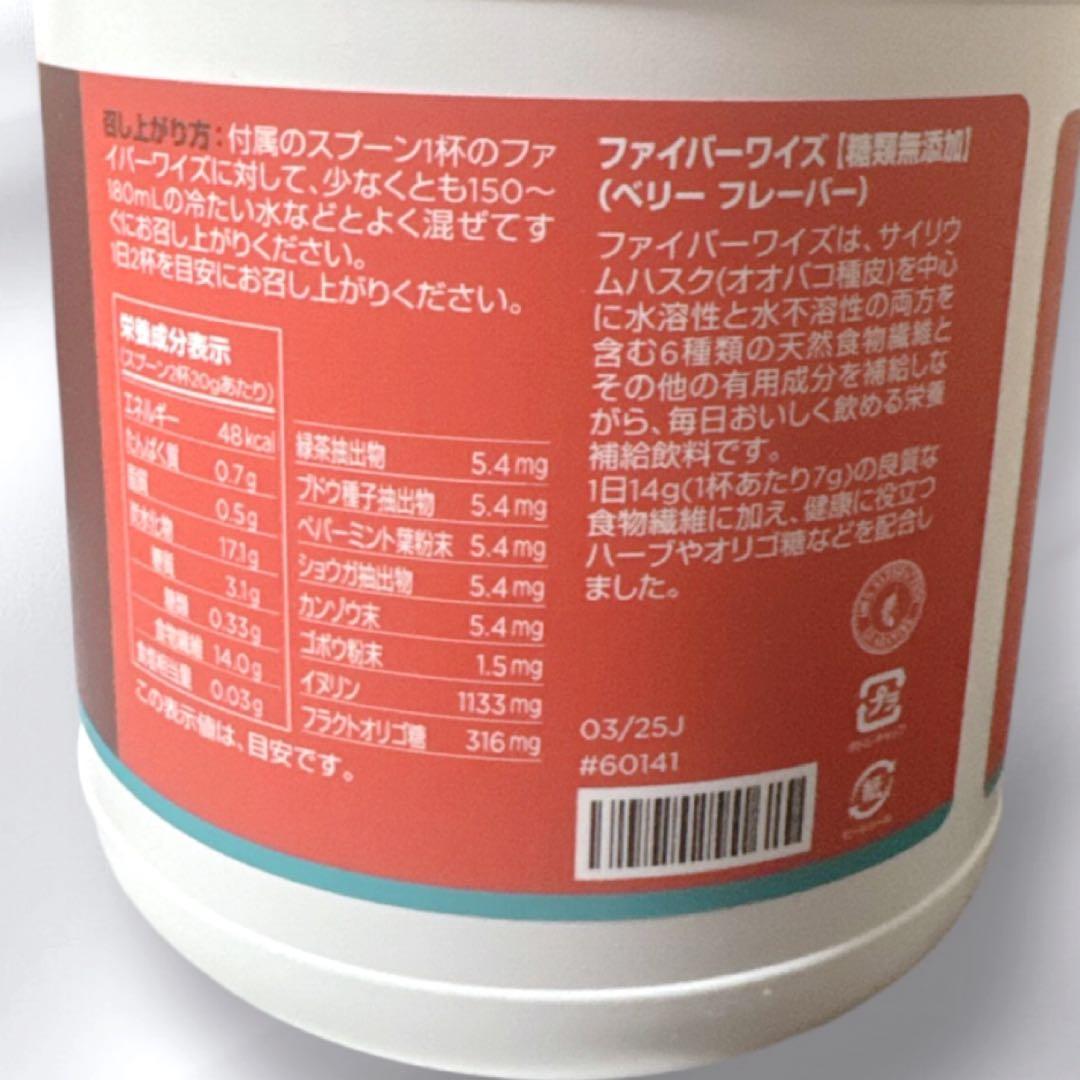 召し上がり方：付属のスプーン1杯のファ
イバーワイズに対して、少なくとも150～
180mLの冷たい水などとよく混ぜてす
ぐにお召し上がりください。
1日2杯を目安にお召し上がりください。
栄養成分表示
(スプーン2杯20gあたり)
エネルギー 48kcal
たんぱく質 0.7g
脂質 0.5g
炭水化物 17.1g
糖質 3.1g
糖類 0.33g
食物繊維 14.0g
食塩相当量 0.03g
この表示値は、目安です。
緑茶抽出物 5.4mg
ブドウ種子抽出物 5.4mg
ペパーミント葉粉末 5.4mg
ショウガ抽出物 5.4mg
カンゾウ末 5.4mg
ゴボウ粉末 1.5mg
イヌリン 1133mg
フラクトオリゴ糖 316mg
ファイバーワイズ【糖類無添加】
(ベリー フレーバー)
ファイバーワイズは、サイリウ
ムハスク(オオバコ種皮)を中心
に水溶性と水不溶性の両方を
含む6種類の天然食物繊維と
その他の有用成分を補給しな
がら、毎日おいしく飲める栄養
補給飲料です。
1日14g(1杯あたり7g)の良質な
食物繊維に加え、健康に役立つ
ハーブやオリゴ糖などを配合し
ました。
プラ
紙
03/25J
#60141